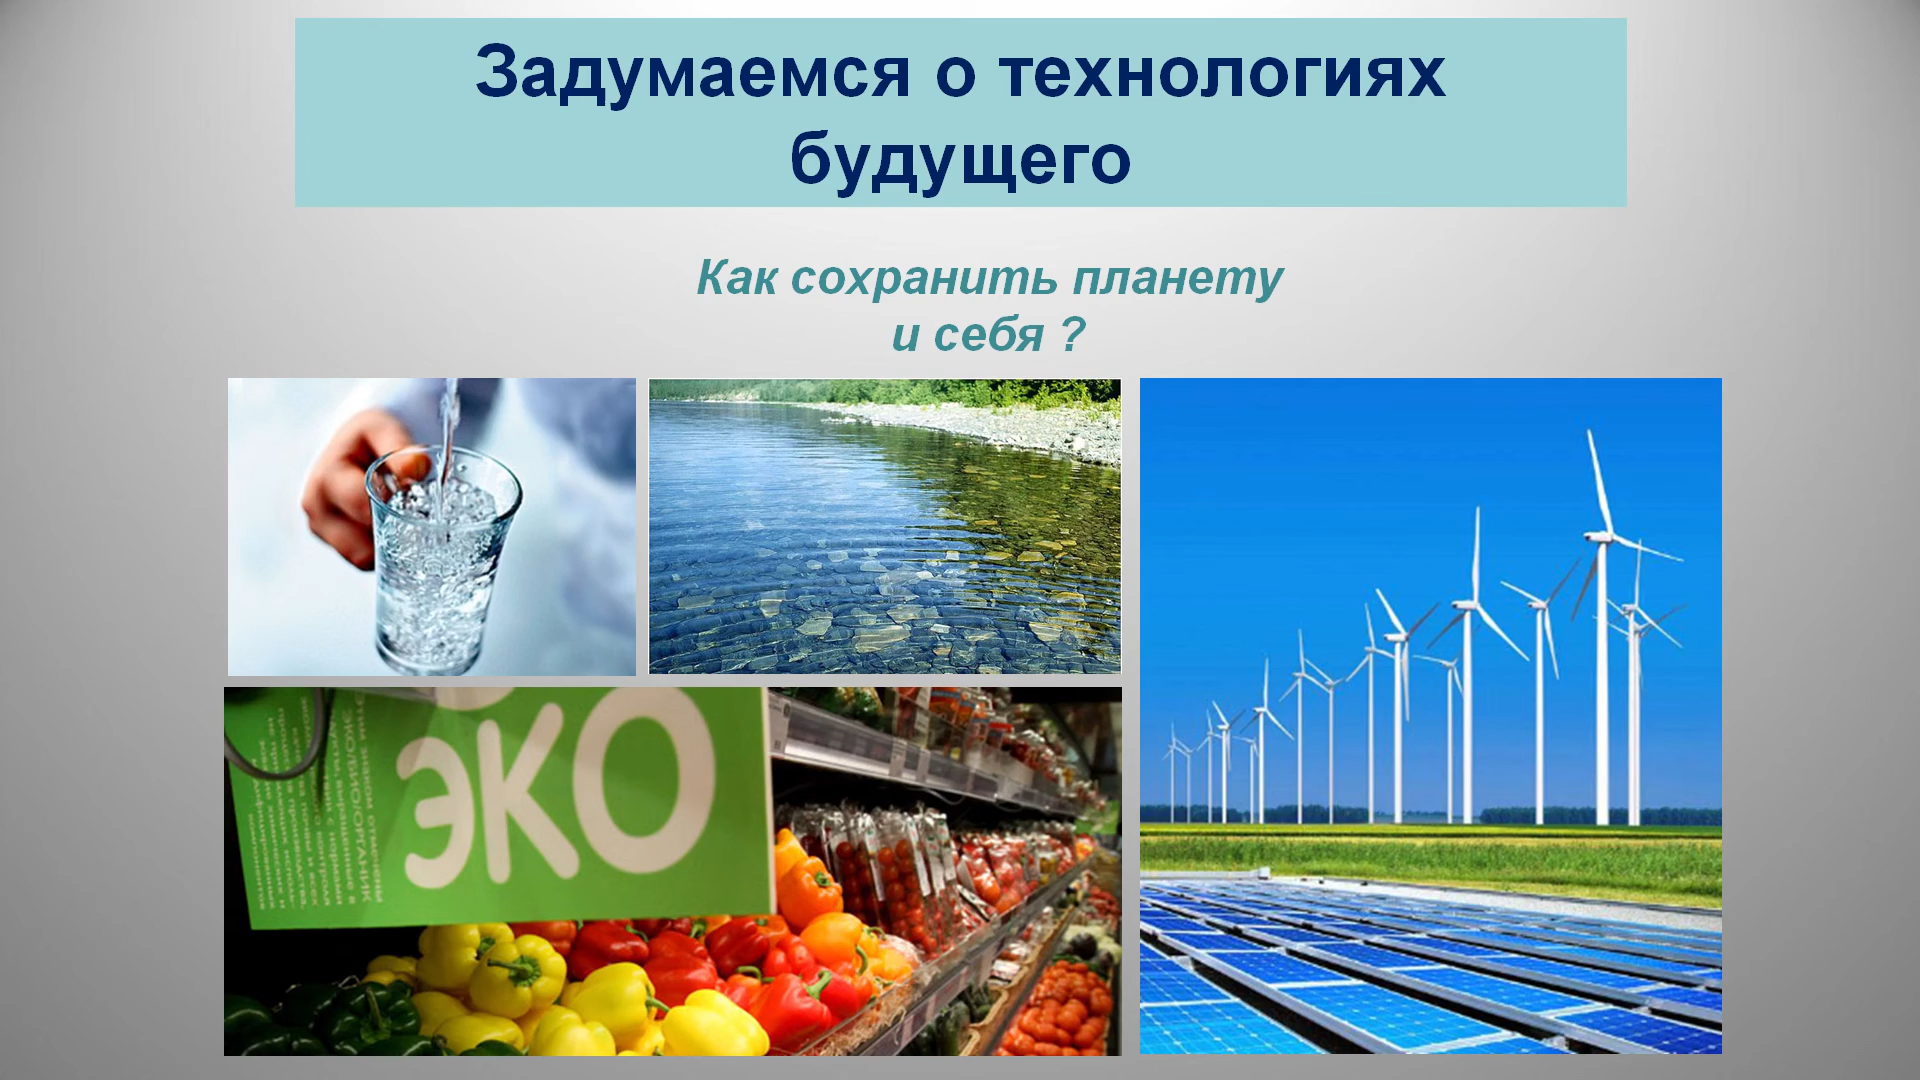 Задумаемся о технологиях
будущего
Как сохранить планету
и себя ?
ЭКО